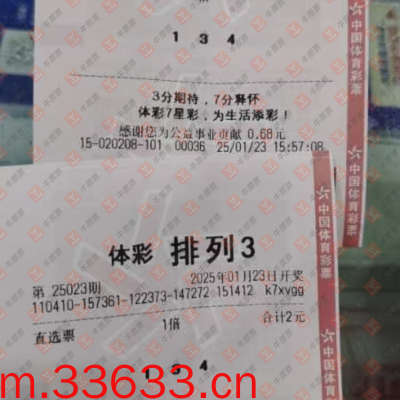 1 3 4
3分期待，7分释怀
体彩7星彩，为生活添彩！
感谢您为公益事业贡献 0.68元
15-020208-101 00036 25/01/23 15:57:08
中国体育彩票
体彩 排列3
第 25023期 2025年01月23日开奖
110410-157361-122373-147272 151412 k7xvgg
直选票 1倍 合计2元
1 3 4
中国体育彩票
m.33633.cn